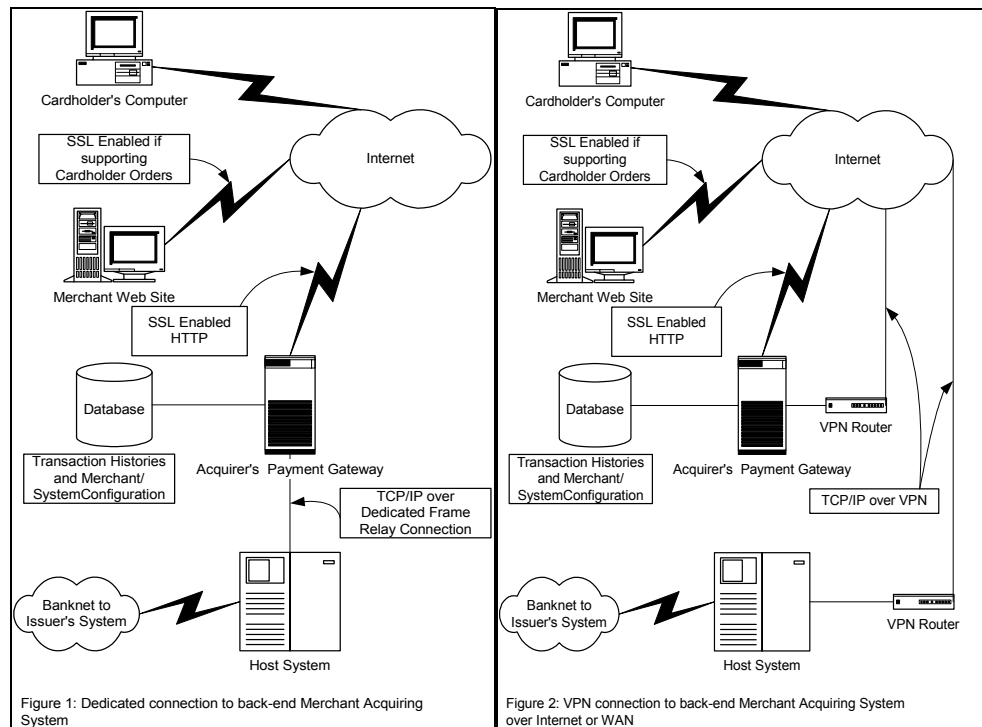 Cardholder's Computer
SSL Enabled if
supporting
Cardholder Orders
Internet
Merchant Web Site
SSL Enabled
HTTP
Database
Transaction Histories
and Merchant/
SystemConfiguration
Acquirer's Payment Gateway
TCP/IP over
Dedicated Frame
Relay Connection
Banknet to
Issuer's System
Host System
Figure 1: Dedicated connection to back-end Merchant Acquiring
System
Cardholder's Computer
SSL Enabled if
supporting
Cardholder Orders
Internet
Merchant Web Site
SSL Enabled
HTTP
Database
VPN Router
Transaction Histories
and Merchant/
SystemConfiguration
Acquirer's Payment Gateway
TCP/IP over VPN
Banknet to
Issuer's System
VPN Router
Host System
Figure 2: VPN connection to back-end Merchant Acquiring System
over Internet or WAN